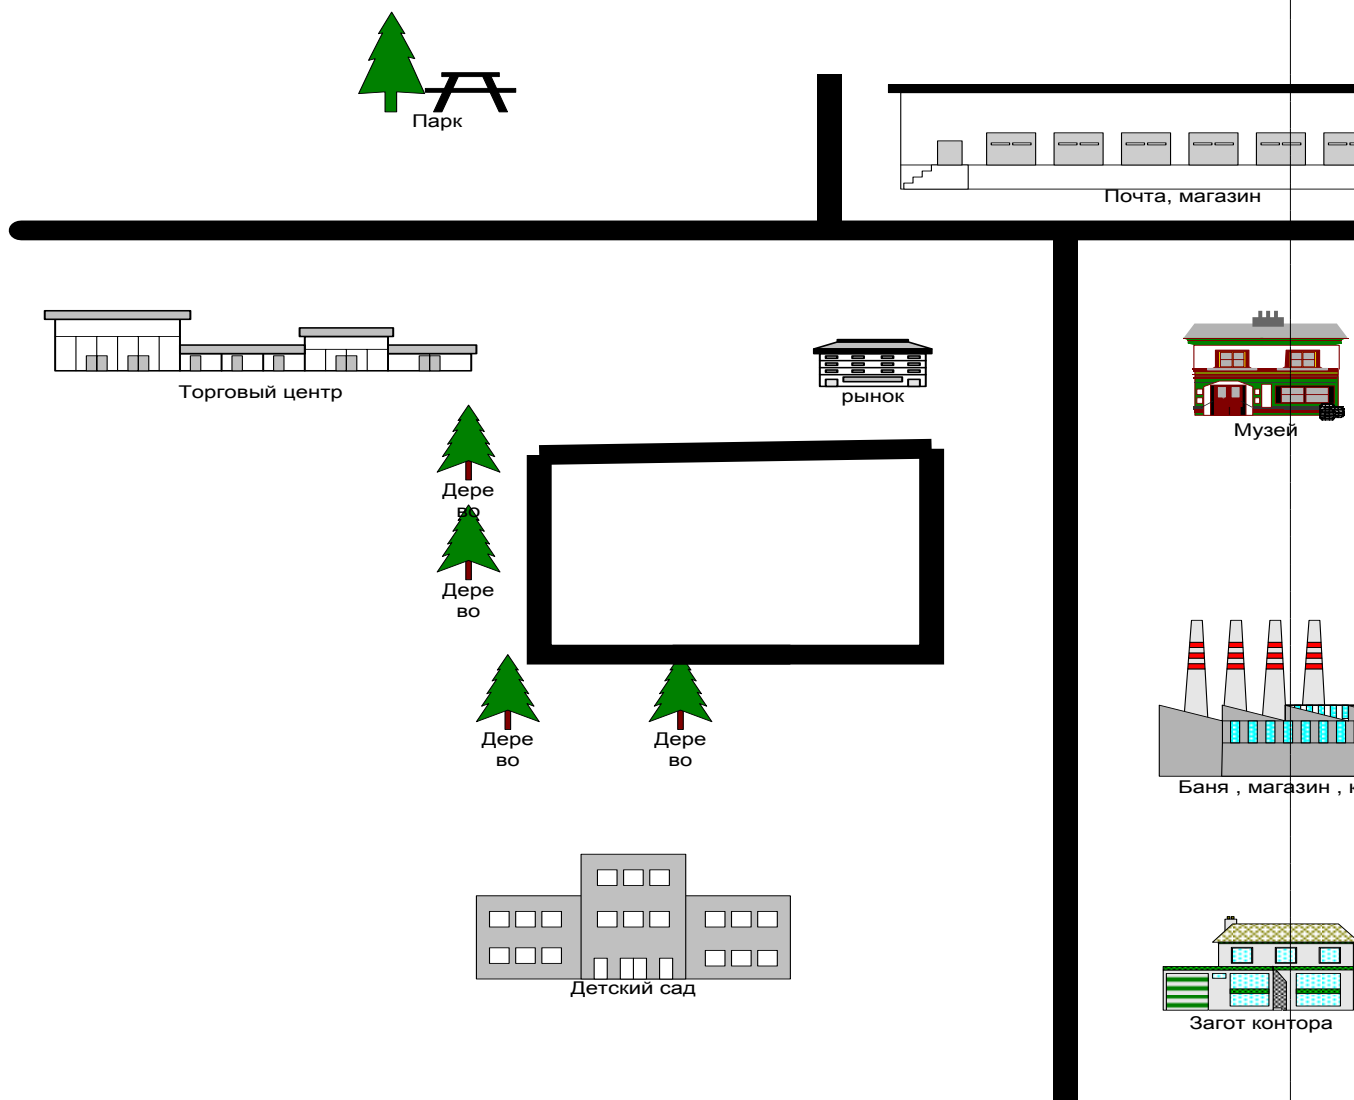 Парк
Почта, магазин
Торговый центр
рынок
Музей
Дере
во
Дере
во
Дере
во
Дере
во
Баня , магазин , к
Детский сад
Загот контора